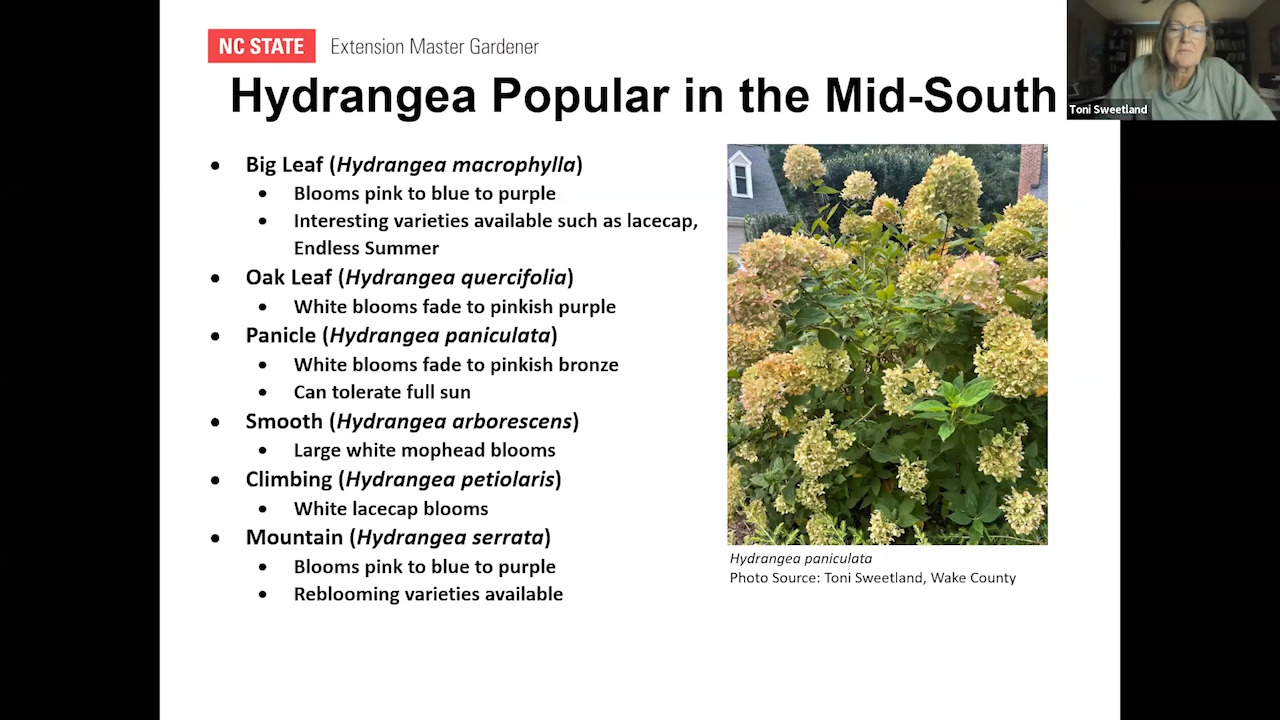 NC STATE Extension Master Gardener
Hydrangea Popular in the Mid-South
Toni Sweetland
• Big Leaf (Hydrangea macrophylla)
• Blooms pink to blue to purple
• Interesting varieties available such as lacecap,
Endless Summer
• Oak Leaf (Hydrangea quercifolia)
• White blooms fade to pinkish purple
• Panicle (Hydrangea paniculata)
• White blooms fade to pinkish bronze
• Can tolerate full sun
• Smooth (Hydrangea arborescens)
• Large white mophead blooms
• Climbing (Hydrangea petiolaris)
• White lacecap blooms
• Mountain (Hydrangea serrata)
• Blooms pink to blue to purple
• Reblooming varieties available
Hydrangea paniculata
Photo Source: Toni Sweetland, Wake County